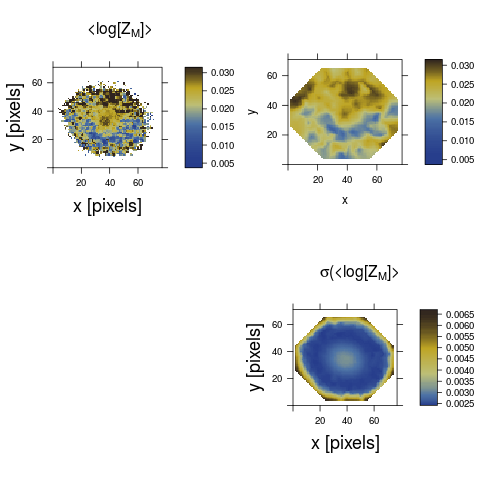 <log[Z_M]>
0.030
0.025
0.020
0.015
0.010
0.005
60
40
20
y [pixels]
20 40 60
x [pixels]
0.030
0.025
0.020
0.015
0.010
0.005
60
40
20
y
20 40 60
x
σ(<log[Z_M]>
0.0065
0.0060
0.0055
0.0050
0.0045
0.0040
0.0035
0.0030
0.0025
60
40
20
y [pixels]
20 40 60
x [pixels]